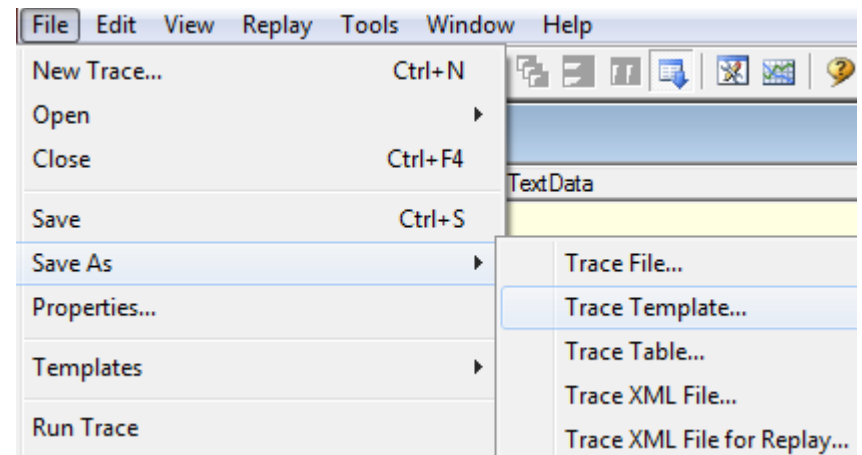 File Edit View Replay Tools Window Help
New Trace... Ctrl+N
Open
Close Ctrl+F4
TextData
Save Ctrl+S
Save As
Trace File...
Properties...
Trace Template...
Templates
Trace Table...
Trace XML File...
Run Trace
Trace XML File for Replay...